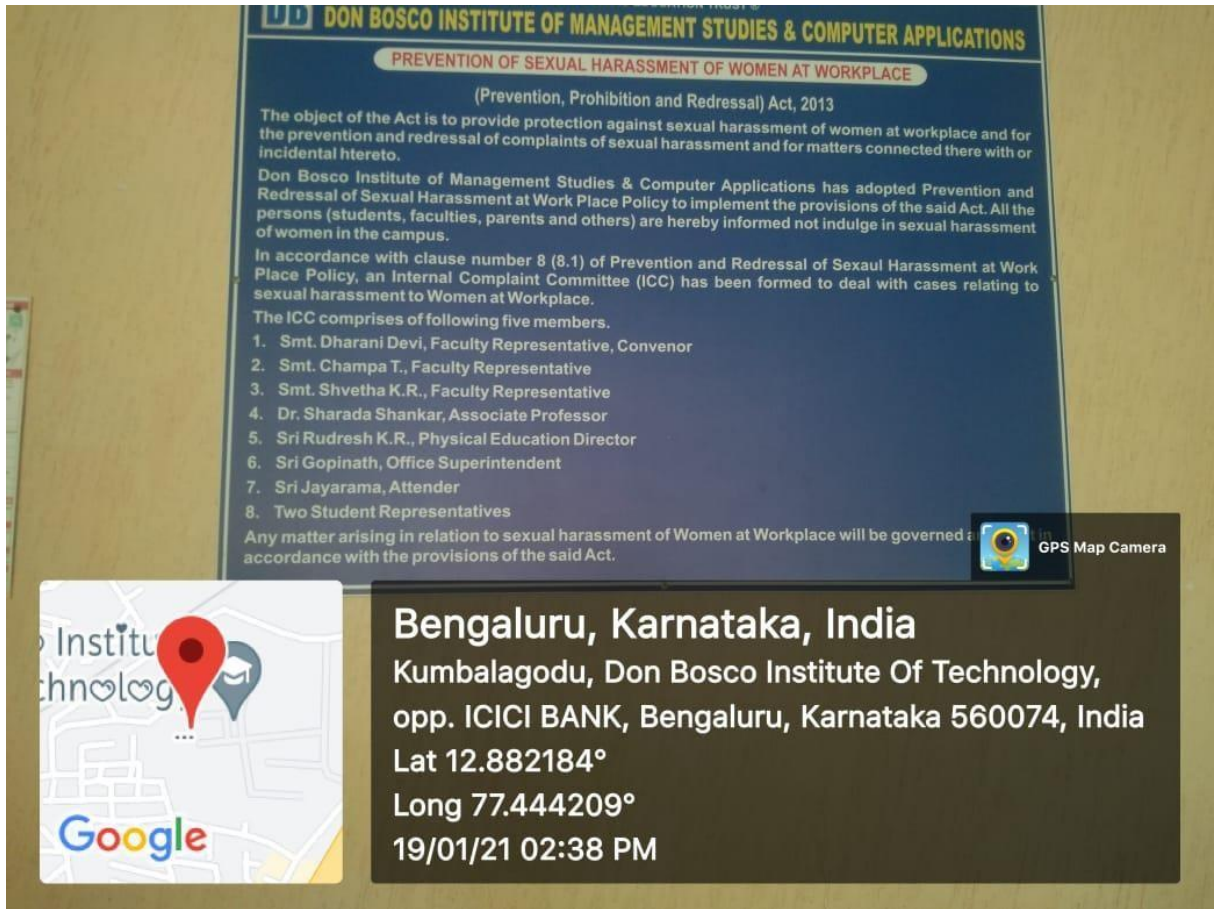 EDUCATION TRUST ®
DB DON BOSCO INSTITUTE OF MANAGEMENT STUDIES & COMPUTER APPLICATIONS
PREVENTION OF SEXUAL HARASSMENT OF WOMEN AT WORKPLACE
(Prevention, Prohibition and Redressal) Act, 2013
The object of the Act is to provide protection against sexual harassment of women at workplace and for
the prevention and redressal of complaints of sexual harassment and for matters connected there with or
incidental htereto.
Don Bosco Institute of Management Studies & Computer Applications has adopted Prevention and
Redressal of Sexual Harassment at Work Place Policy to implement the provisions of the said Act. All the
persons (students, faculties, parents and others) are hereby informed not indulge in sexual harassment
of women in the campus.
In accordance with clause number 8 (8.1) of Prevention and Redressal of Sexaul Harassment at Work
Place Policy, an Internal Complaint Committee (ICC) has been formed to deal with cases relating to
sexual harassment to Women at Workplace.
The ICC comprises of following five members.
1. Smt. Dharani Devi, Faculty Representative, Convenor
2. Smt. Champa T., Faculty Representative
3. Smt. Shvetha K.R., Faculty Representative
4. Dr. Sharada Shankar, Associate Professor
5. Sri Rudresh K.R., Physical Education Director
6. Sri Gopinath, Office Superintendent
7. Sri Jayarama, Attender
8. Two Student Representatives
Any matter arising in relation to sexual harassment of Women at Workplace will be governed in
accordance with the provisions of the said Act.
GPS Map Camera
Institu
chnolog
...
Google
Bengaluru, Karnataka, India
Kumbalagodu, Don Bosco Institute Of Technology,
opp. ICICI BANK, Bengaluru, Karnataka 560074, India
Lat 12.882184°
Long 77.444209°
19/01/21 02:38 PM